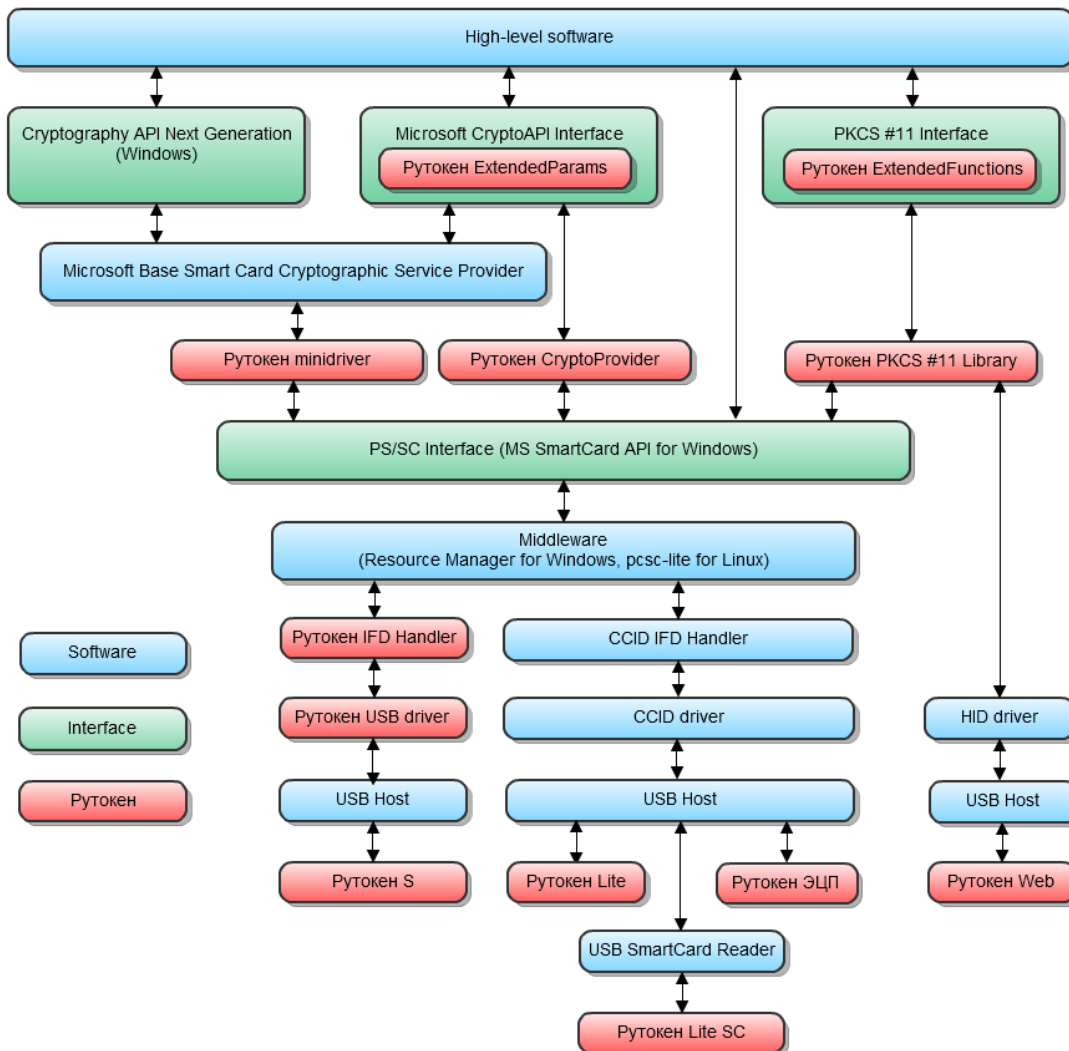 High-level software
Cryptography API Next Generation
(Windows)
Microsoft CryptoAPI Interface
Рутокен ExtendedParams
PKCS #11 Interface
Рутокен ExtendedFunctions
Microsoft Base Smart Card Cryptographic Service Provider
Рутокен minidriver
Рутокен CryptoProvider
Рутокен PKCS #11 Library
PS/SC Interface (MS SmartCard API for Windows)
Middleware
(Resource Manager for Windows, pcsc-lite for Linux)
Рутокен IFD Handler
CCID IFD Handler
Software
Рутокен USB driver
CCID driver
HID driver
Interface
Рутокен
USB Host
USB Host
USB Host
Рутокен S
Рутокен Lite
Рутокен ЭЦП
Рутокен Web
USB SmartCard Reader
Рутокен Lite SC